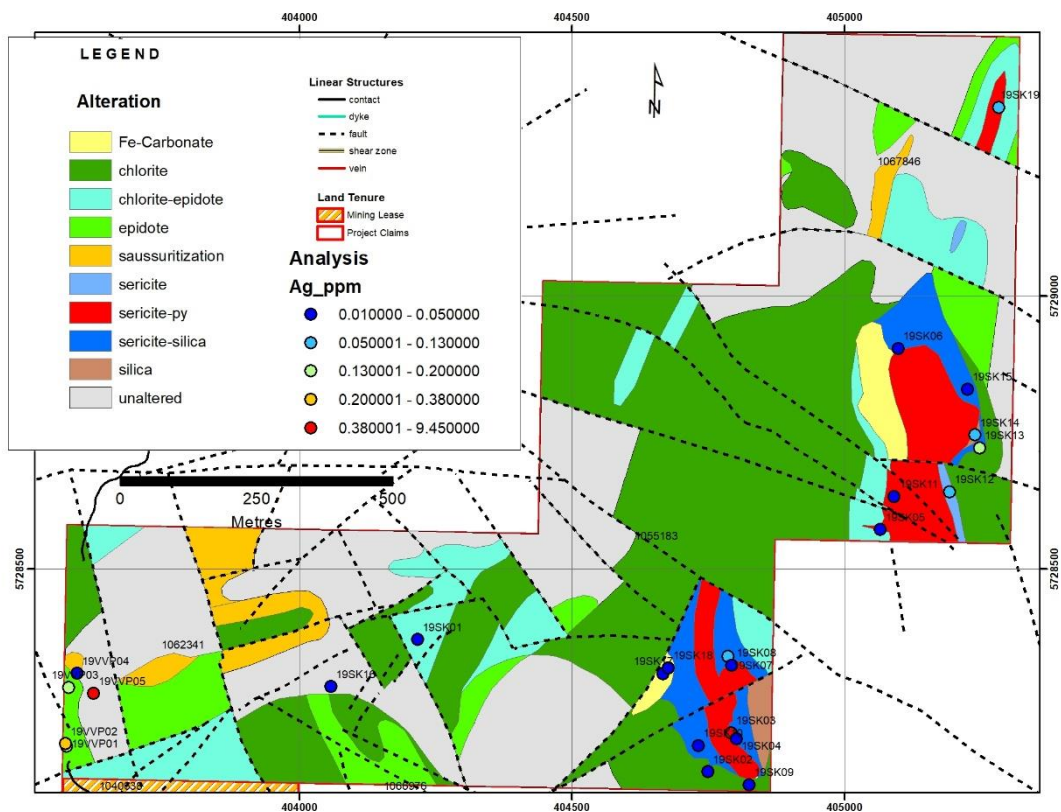 404000
404500
405000
LEGEND
Alteration
Fe-Carbonate
chlorite
chlorite-epidote
epidote
saussuritization
sericite
sericite-py
sericite-silica
silica
unaltered
Linear Structures
contact
dyke
fault
shear zone
vein
Land Tenure
Mining Lease
Project Claims
Analysis
Ag_ppm
0.010000 - 0.050000
0.050001 - 0.130000
0.130001 - 0.200000
0.200001 - 0.380000
0.380001 - 9.450000
N
19SK19
1067846
5729000
19SK06
19SK15
19SK14
19SK13
19SK11
19SK12
19SK05
0
250
500
Metres
1055183
5728500
5728500
19SK01
1062341
19VVP04
19VVP05
19SK16
19SK18
19SK08
19SK07
19SK03
19SK04
19VVP02
19VVP01
19SK02
19SK09
404000
404500
405000